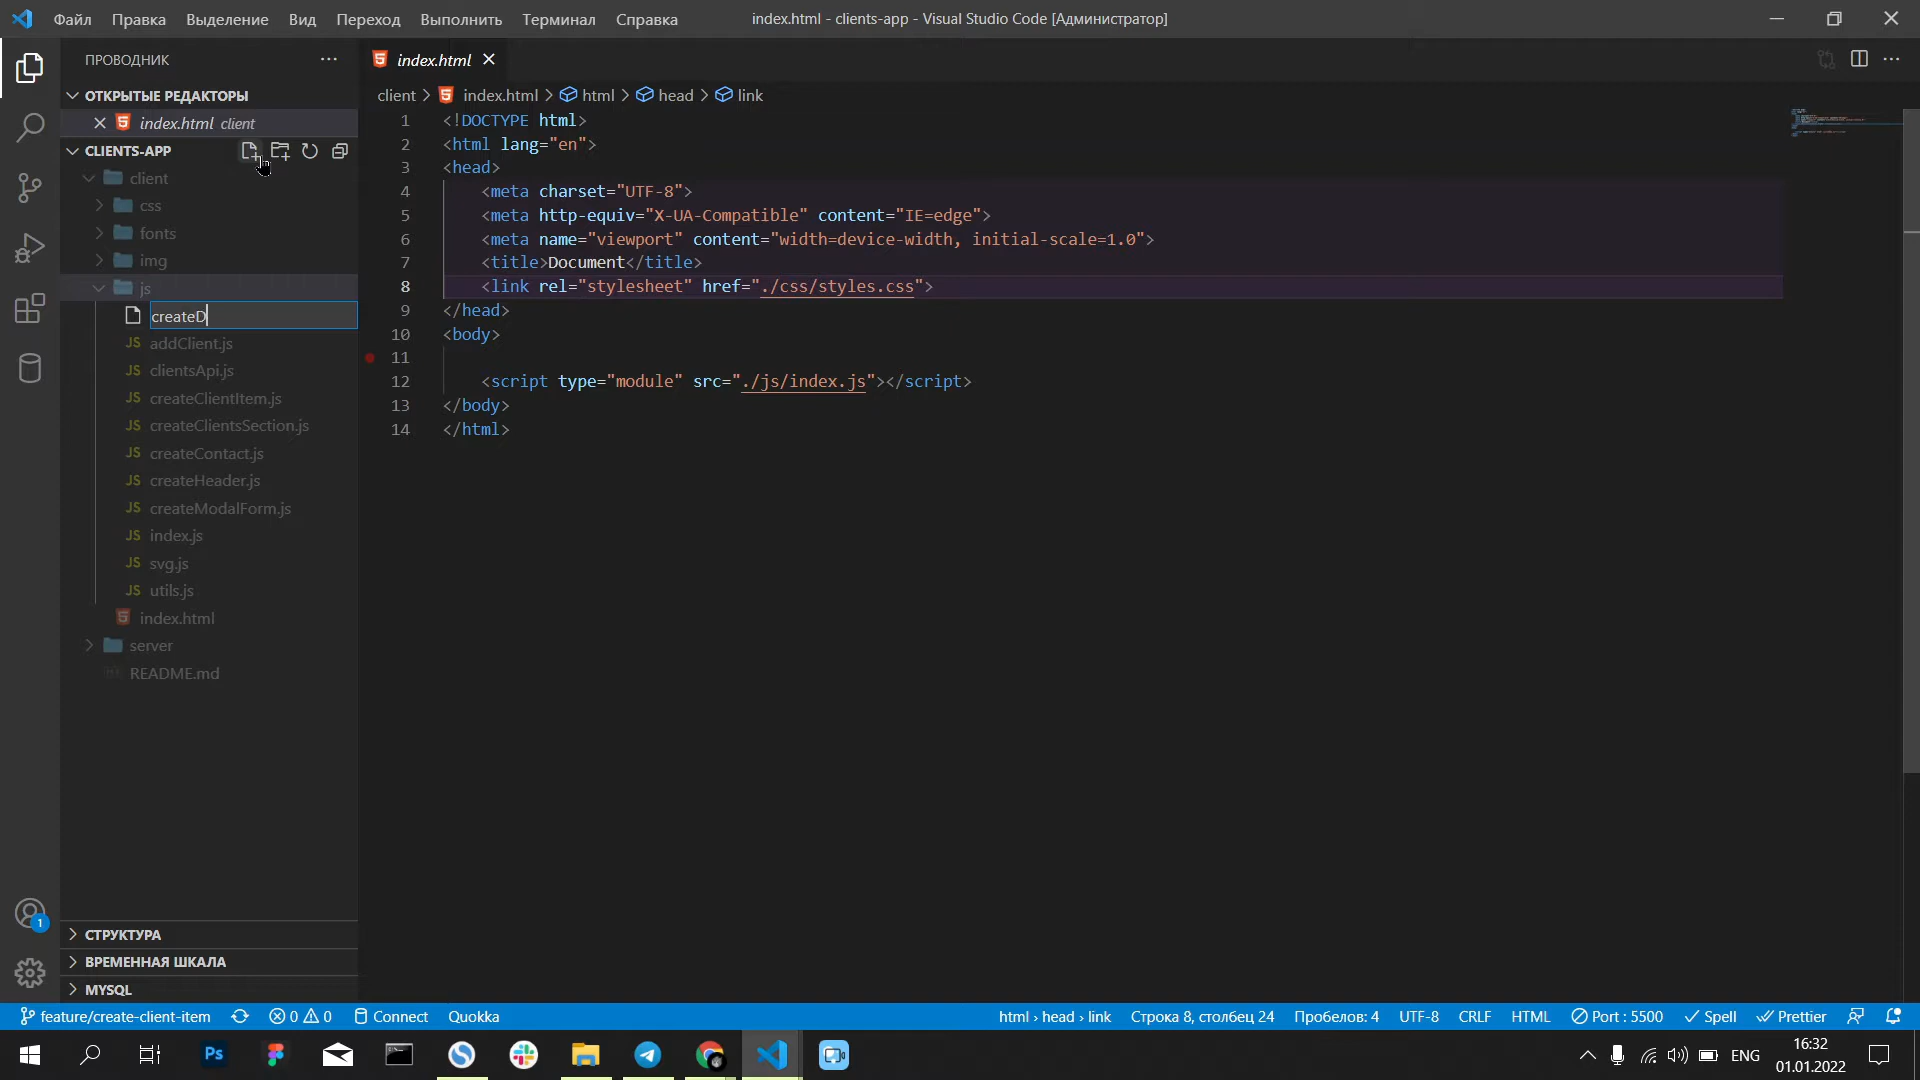 Файл Правка Выделение Вид Переход Выполнить Терминал Справка
index.html - clients-app - Visual Studio Code [Администратор]
ПРОВОДНИК
index.html
ОТКРЫТЫЕ РЕДАКТОРЫ
index.html client
CLIENTS-APP
client
css
fonts
img
js
createD
addClient.js
clientsApi.js
createClientItem.js
createClientsSection.js
createContact.js
createHeader.js
createModalForm.js
index.js
svg.js
utils.js
index.html
server
README.md
СТРУКТУРА
ВРЕМЕННАЯ ШКАЛА
MYSQL
client > index.html > html > head > link
1 <!DOCTYPE html>
2 <html lang="en">
3 <head>
4 <meta charset="UTF-8">
5 <meta http-equiv="X-UA-Compatible" content="IE=edge">
6 <meta name="viewport" content="width=device-width, initial-scale=1.0">
7 <title>Document</title>
8 <link rel="stylesheet" href="./css/styles.css">
9 </head>
10 <body>
11
12 <script type="module" src="./js/index.js"></script>
13 </body>
14 </html>
feature/create-client-item 0 0 Connect Quokka
html › head › link Строка 8, столбец 24 Пробелов: 4 UTF-8 CRLF HTML Port : 5500 Spell Prettier
1
Ps
ENG
16:32
01.01.2022